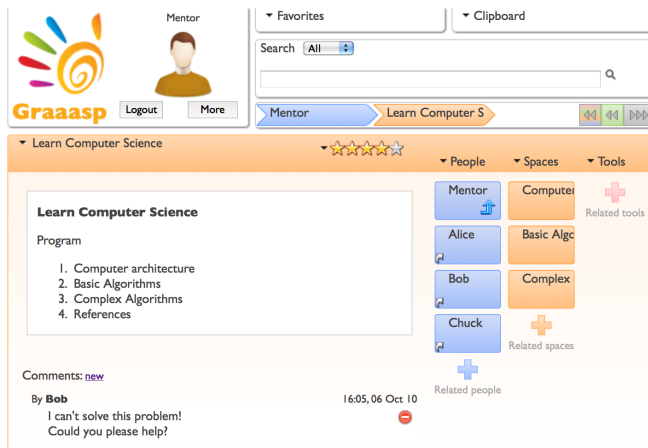 Mentor
Graaasp
Logout
More
Favorites
Clipboard
Search
All
Mentor
Learn Computer S
Learn Computer Science
People
Spaces
Tools
Learn Computer Science
Program
1. Computer architecture
2. Basic Algorithms
3. Complex Algorithms
4. References
Mentor
Alice
Bob
Chuck
Related people
Computer
Basic Algo
Complex
Related spaces
Related tools
Comments: new
By Bob
16:05, 06 Oct 10
I can't solve this problem!
Could you please help?